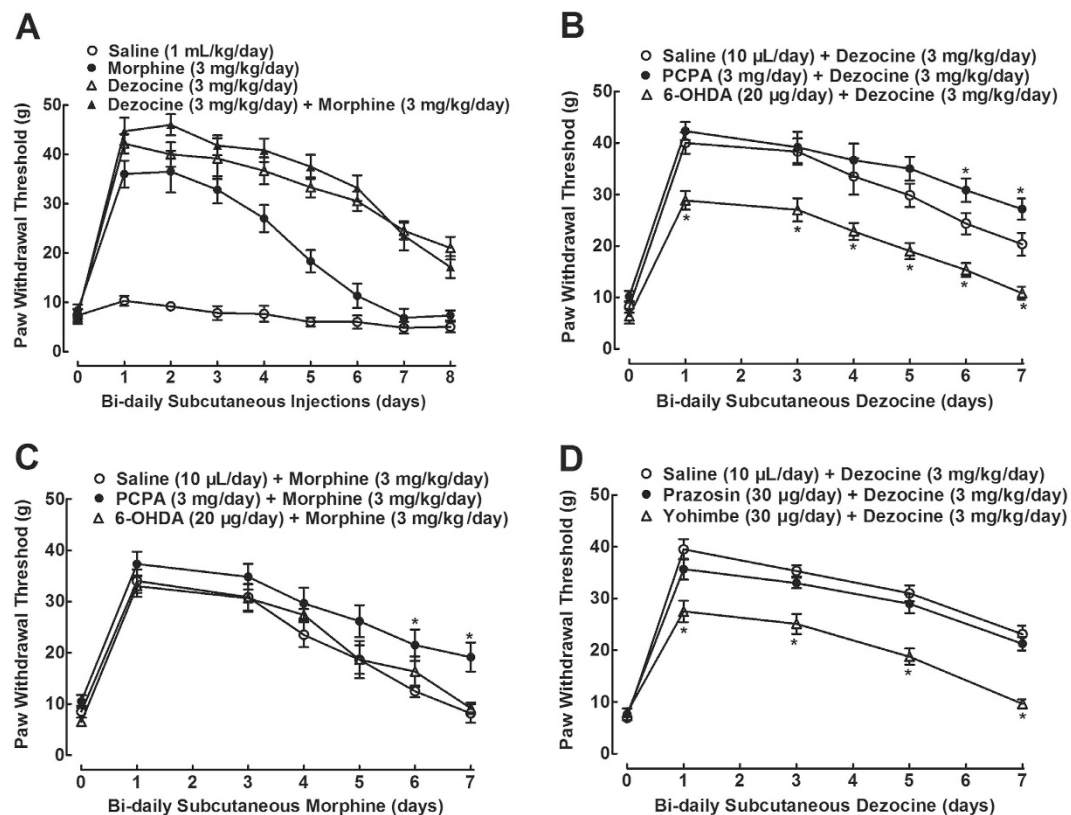 A
Saline (1 mL/kg/day)
Morphine (3 mg/kg/day)
Dezocine (3 mg/kg/day)
Dezocine (3 mg/kg/day) + Morphine (3 mg/kg/day)
Paw Withdrawal Threshold (g)
50
40
30
20
10
0
0 1 2 3 4 5 6 7 8
Bi-daily Subcutaneous Injections (days)
B
Saline (10 µL/day) + Dezocine (3 mg/kg/day)
PCPA (3 mg/day) + Dezocine (3 mg/kg/day)
6-OHDA (20 µg/day) + Dezocine (3 mg/kg/day)
Paw Withdrawal Threshold (g)
50
40
30
20
10
0
* * * * * * * *
0 1 2 3 4 5 6 7
Bi-daily Subcutaneous Dezocine (days)
C
Saline (10 µL/day) + Morphine (3 mg/kg/day)
PCPA (3 mg/day) + Morphine (3 mg/kg/day)
6-OHDA (20 µg/day) + Morphine (3 mg/kg /day)
Paw Withdrawal Threshod (g)
50
40
30
20
10
0
* *
0 1 2 3 4 5 6 7
Bi-daily Subcutaneous Morphine (days)
D
Saline (10 µL/day) + Dezocine (3 mg/kg/day)
Prazosin (30 µg/day) + Dezocine (3 mg/kg/day)
Yohimbe (30 µg/day) + Dezocine (3 mg/kg/day)
Paw Withdrawal Threshold (g)
50
40
30
20
10
0
* * * *
0 1 2 3 4 5 6 7
Bi-daily Subcutaneous Dezocine (days)